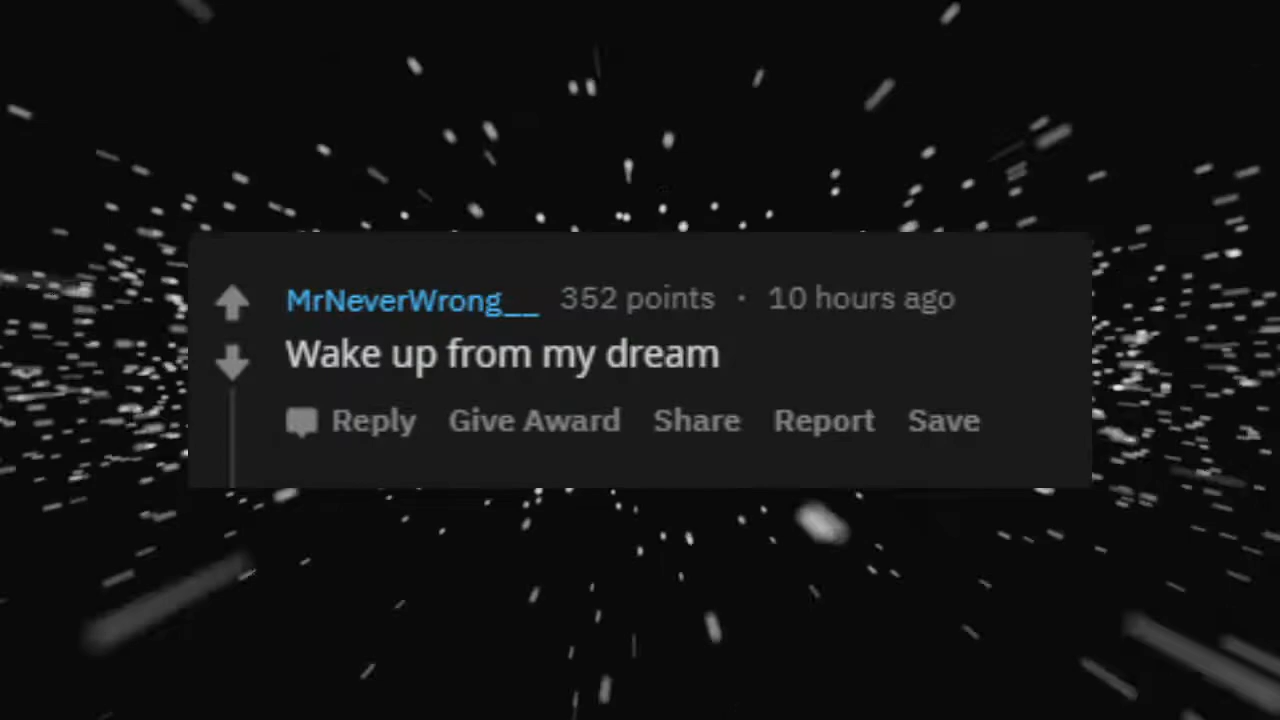 MrNeverWrong__ 352 points · 10 hours ago
Wake up from my dream
Reply Give Award Share Report Save